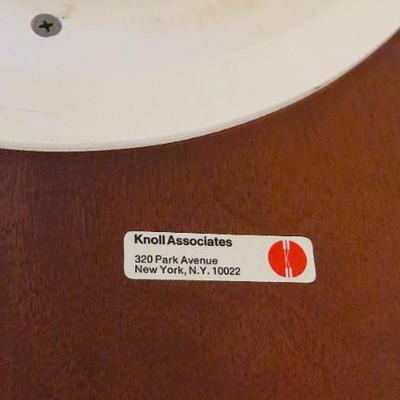 Knoll Associates
320 Park Avenue
New York, N.Y. 10022